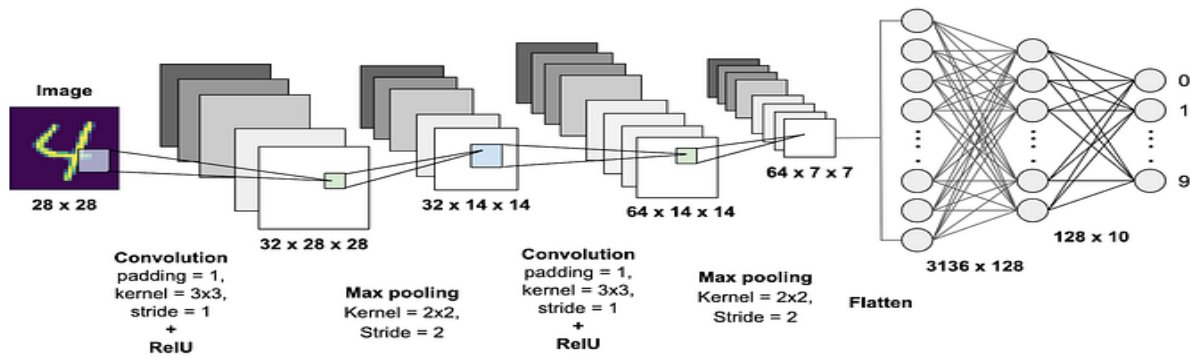 Image
28 x 28
Convolution
padding = 1,
kernel = 3x3,
stride = 1
+
RelU
32 x 28 x 28
Max pooling
Kernel = 2x2,
Stride = 2
32 x 14 x 14
Convolution
padding = 1,
kernel = 3x3,
stride = 1
+
RelU
64 x 14 x 14
Max pooling
Kernel = 2x2,
Stride = 2
64 x 7 x 7
Flatten
3136 x 128
128 x 10
0
1
9
4